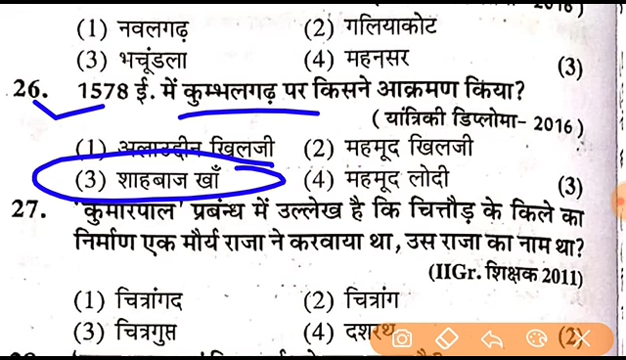 (1) नवलगढ़ (2) गलियाकोट
(3) भचूंडला (4) महनसर (3)
26. 1578 ई. में कुम्भलगढ़ पर किसने आक्रमण किया?
(यांत्रिकी डिप्लोमा- 2016)
(1) अलाउद्दीन खिलजी (2) महमूद खिलजी
(3) शाहबाज खाँ (4) महमूद लोदी (3)
27. 'कुमारपाल' प्रबंन्ध में उल्लेख है कि चित्तौड़ के किले का
निर्माण एक मौर्य राजा ने करवाया था, उस राजा का नाम था?
(IIGr. शिक्षक 2011)
(1) चित्रांगद (2) चित्रांग
(3) चित्रगुप्त (4) दशरथ (2)